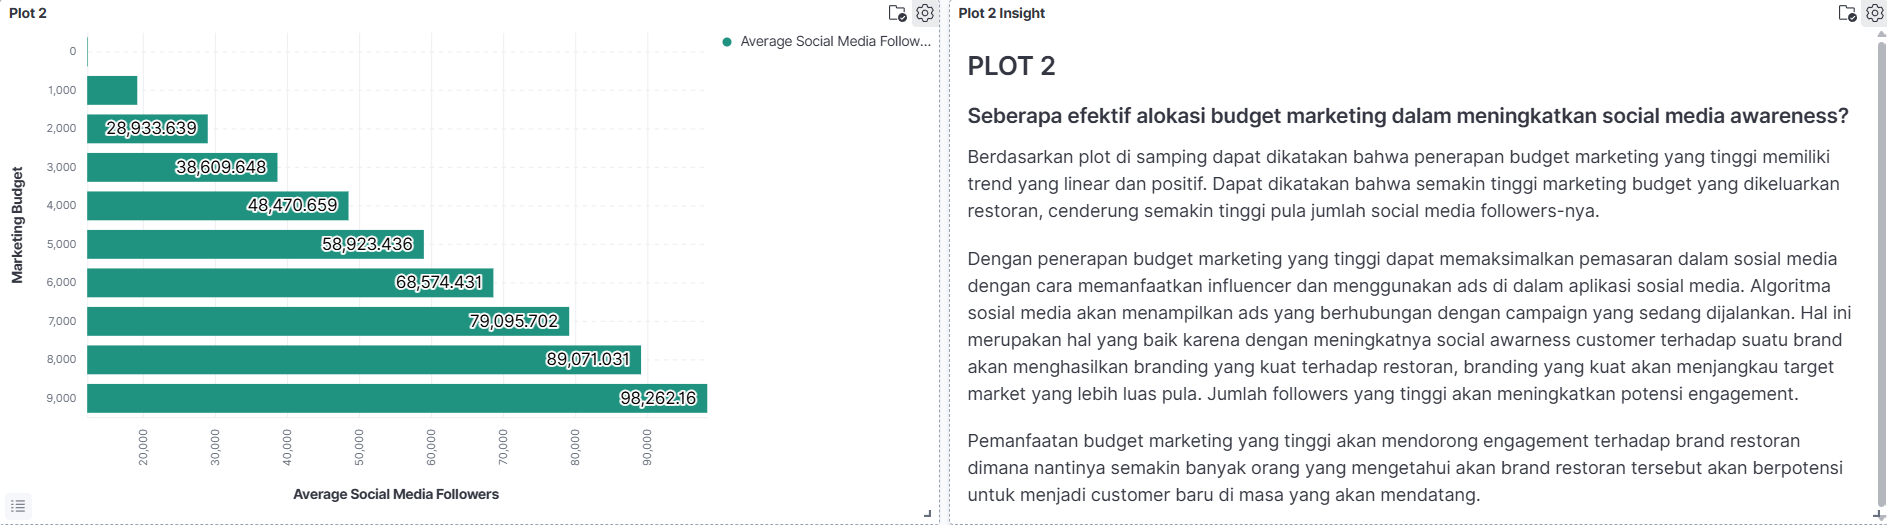 Plot 2
Average Social Media Follow...
0
1,000
2,000
3,000
4,000
5,000
6,000
7,000
8,000
9,000
Marketing Budget
28,933.639
38,609.648
48,470.659
58,923.436
68,574.431
79,095.702
89,071.031
98,262.16
20,000
30,000
40,000
50,000
60,000
70,000
80,000
90,000
Average Social Media Followers
Plot 2 Insight
PLOT 2
Seberapa efektif alokasi budget marketing dalam meningkatkan social media awareness?
Berdasarkan plot di samping dapat dikatakan bahwa penerapan budget marketing yang tinggi memiliki
trend yang linear dan positif. Dapat dikatakan bahwa semakin tinggi marketing budget yang dikeluarkan
restoran, cenderung semakin tinggi pula jumlah social media followers-nya.
Dengan penerapan budget marketing yang tinggi dapat memaksimalkan pemasaran dalam sosial media
dengan cara memanfaatkan influencer dan menggunakan ads di dalam aplikasi sosial media. Algoritma
sosial media akan menampilkan ads yang berhubungan dengan campaign yang sedang dijalankan. Hal ini
merupakan hal yang baik karena dengan meningkatnya social awarness customer terhadap suatu brand
akan menghasilkan branding yang kuat terhadap restoran, branding yang kuat akan menjangkau target
market yang lebih luas pula. Jumlah followers yang tinggi akan meningkatkan potensi engagement.
Pemanfaatan budget marketing yang tinggi akan mendorong engagement terhadap brand restoran
dimana nantinya semakin banyak orang yang mengetahui akan brand restoran tersebut akan berpotensi
untuk menjadi customer baru di masa yang akan mendatang.